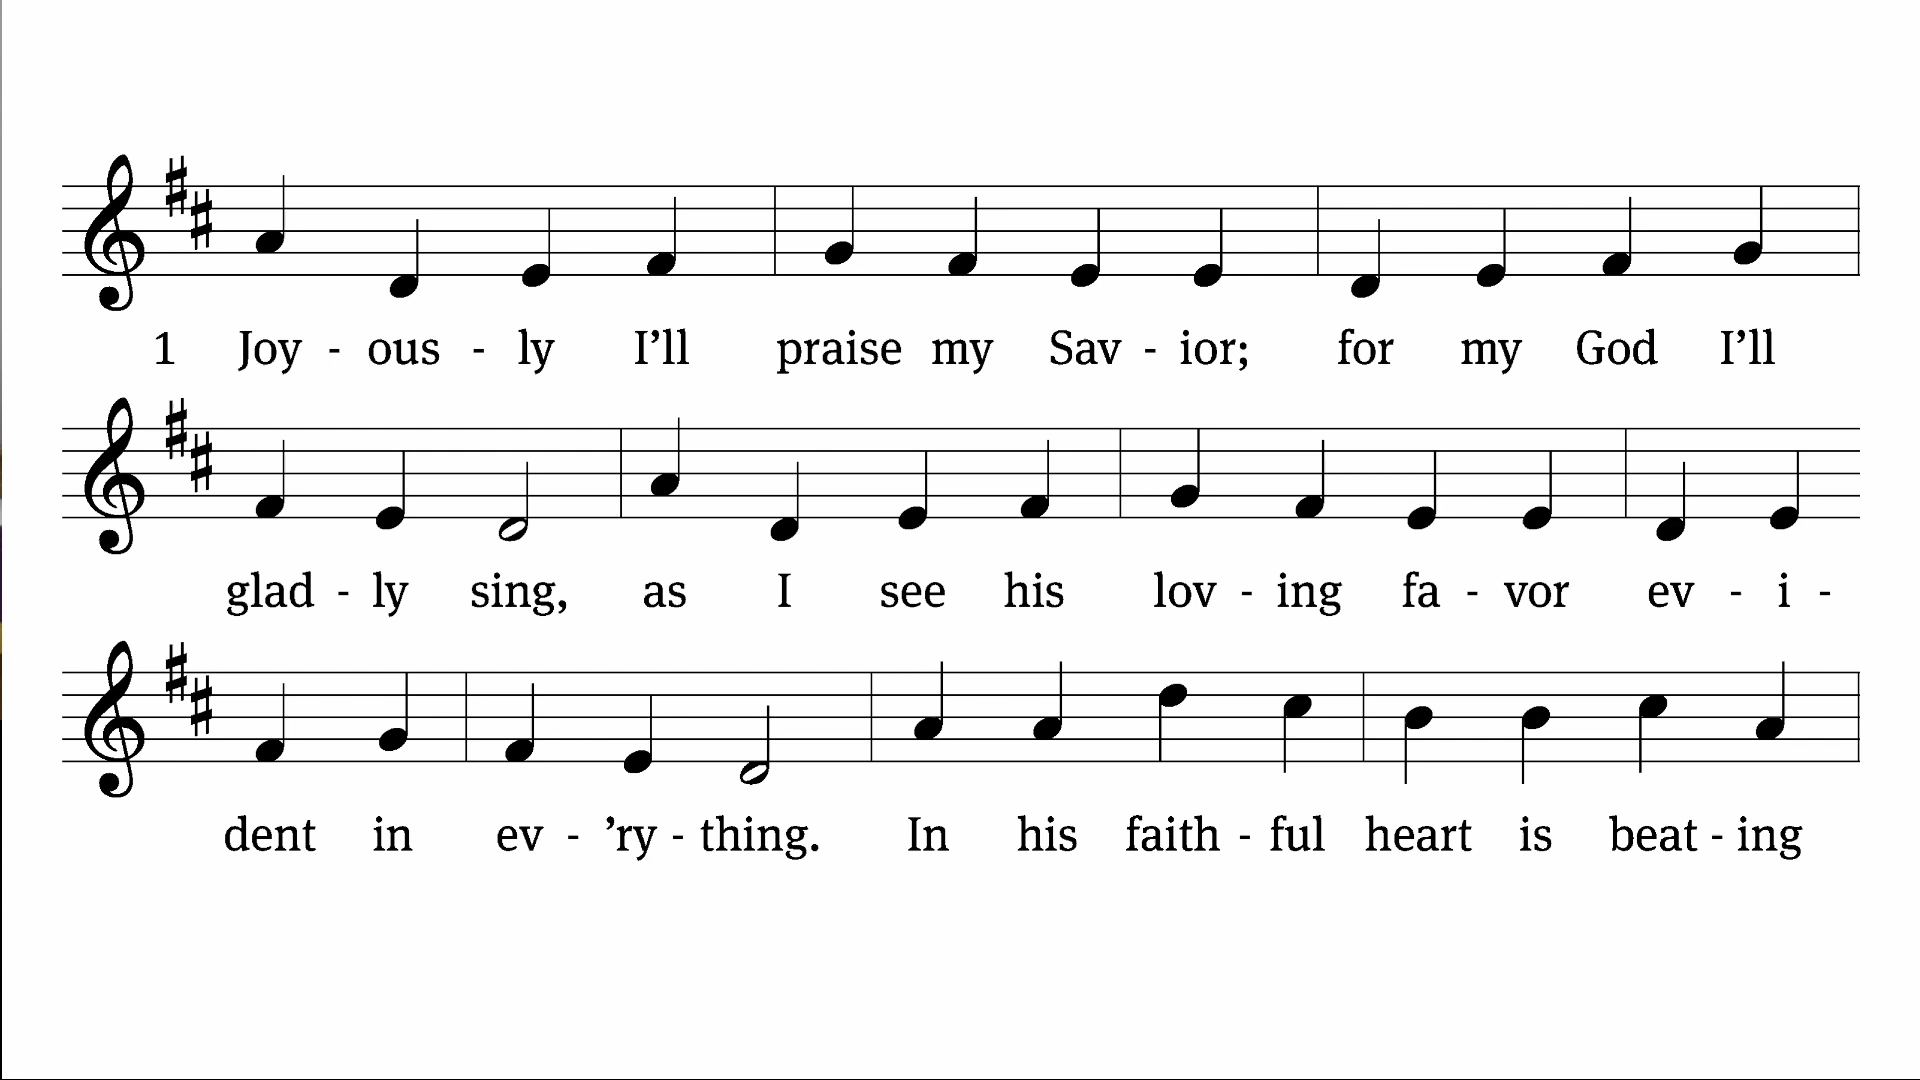 1 Joy - ous - ly I’ll praise my Sav - ior; for my God I’ll
glad - ly sing, as I see his lov - ing fa - vor ev - i -
dent in ev - ’ry - thing. In his faith - ful heart is beat - ing